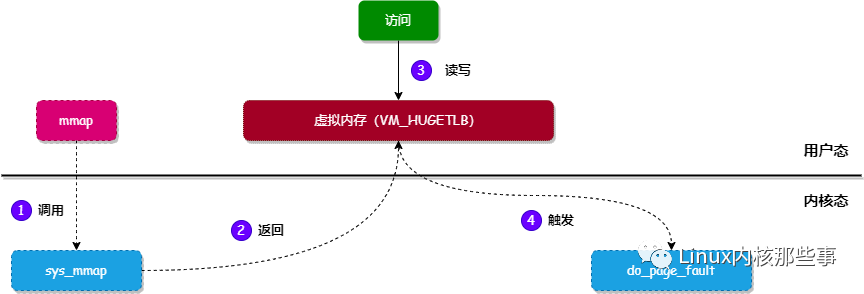 访问
3 读写
mmap
虚拟内存（VM_HUGETLB）
用户态
内核态
1 调用
2 返回
4 触发
sys_mmap
do_page_fault
Linux内核那些事